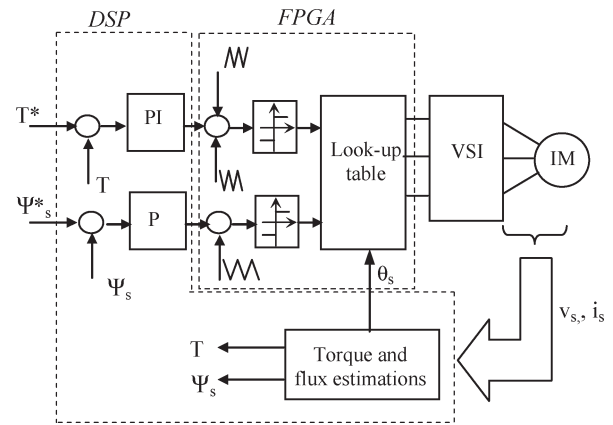 DSP
FPGA
T*
PI
T
Ψ*s
P
Ψs
Look-up
table
VSI
IM
θs
vs, is
T
Ψs
Torque and
flux estimations